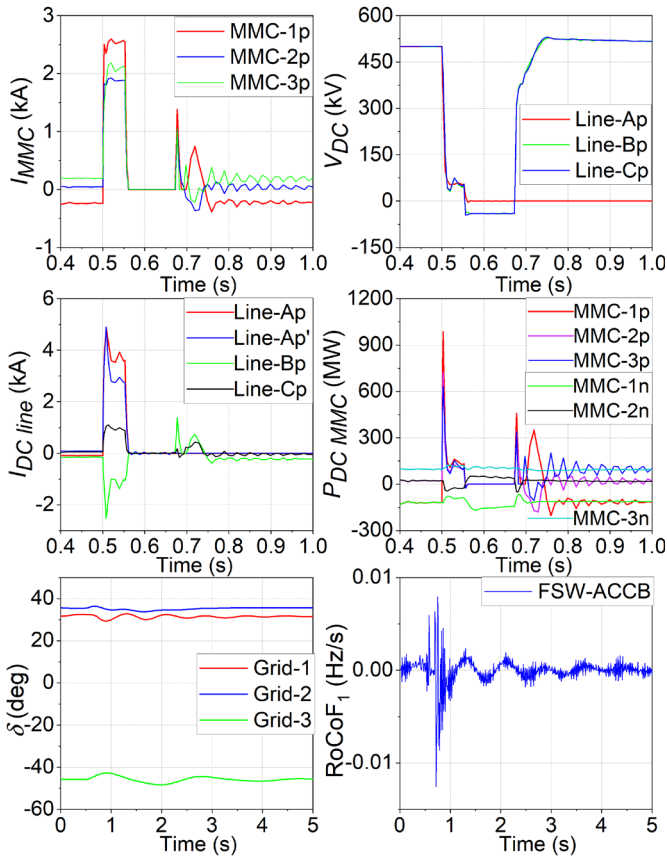 3
2
1
0
-1
I_MMC (kA)
MMC-1p
MMC-2p
MMC-3p
0.4 0.5 0.6 0.7 0.8 0.9 1.0
Time (s)
600
450
300
150
0
-150
V_DC (kV)
Line-Ap
Line-Bp
Line-Cp
0.4 0.5 0.6 0.7 0.8 0.9 1.0
Time (s)
6
4
2
0
-2
I_DC line (kA)
Line-Ap
Line-Ap'
Line-Bp
Line-Cp
0.4 0.5 0.6 0.7 0.8 0.9 1.0
Time (s)
1200
900
600
300
0
-300
P_DC MMC (MW)
MMC-1p
MMC-2p
MMC-3p
MMC-1n
MMC-2n
MMC-3n
0.4 0.5 0.6 0.7 0.8 0.9 1.0
Time (s)
60
30
0
-30
-60
δ (deg)
Grid-1
Grid-2
Grid-3
0 1 2 3 4 5
Time (s)
0.01
0.00
-0.01
RoCoF₁ (Hz/s)
FSW-ACCB
0 1 2 3 4 5
Time (s)